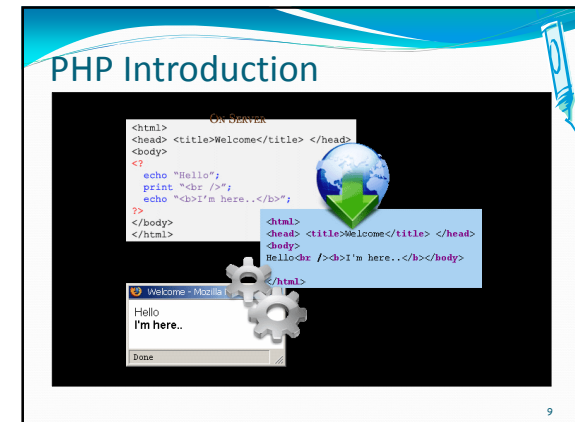 PHP Introduction
ON SERVER
<html>
<head> <title>Welcome</title> </head>
<body>
<?
echo "Hello";
print "<br />";
echo "<b>I'm here..</b>";
?>
</body>
</html>
<html>
<head> <title>Welcome</title> </head>
<body>
Hello<br /><b>I'm here..</b></body>
</html>
Welcome - Mozilla
Hello
I'm here..
Done
9